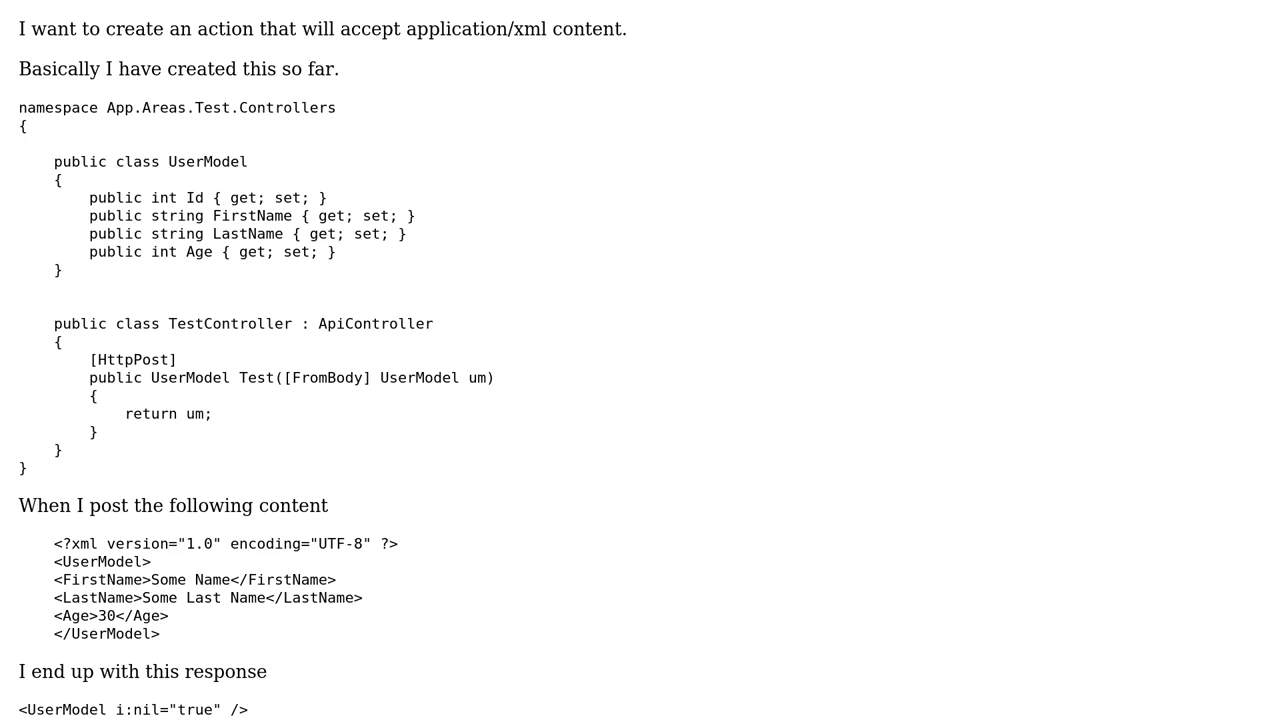 I want to create an action that will accept application/xml content.
Basically I have created this so far.
namespace App.Areas.Test.Controllers
{
    public class UserModel
    {
        public int Id { get; set; }
        public string FirstName { get; set; }
        public string LastName { get; set; }
        public int Age { get; set; }
    }
    public class TestController : ApiController
    {
        [HttpPost]
        public UserModel Test([FromBody] UserModel um)
        {
            return um;
        }
    }
}
When I post the following content
    <?xml version="1.0" encoding="UTF-8" ?>
    <UserModel>
    <FirstName>Some Name</FirstName>
    <LastName>Some Last Name</LastName>
    <Age>30</Age>
    </UserModel>
I end up with this response
<UserModel i:nil="true" />